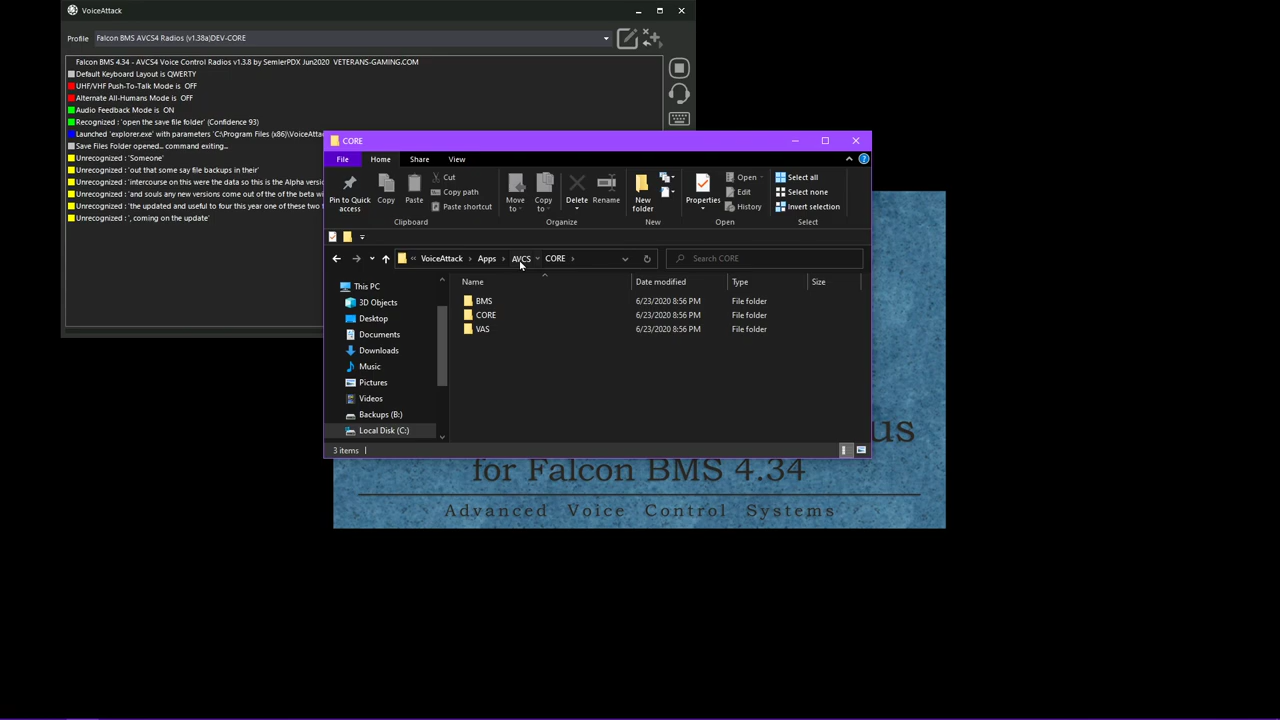 VoiceAttack
Profile Falcon BMS AVCS4 Radios (v1.38a)DEV-CORE
Falcon BMS 4.34 - AVCS4 Voice Control Radios v1.3.8 by SemlerPDX Jun2020 VETERANS-GAMING.COM
Default Keyboard Layout is QWERTY
UHF/VHF Push-To-Talk Mode is OFF
Alternate All-Humans Mode is OFF
Audio Feedback Mode is ON
Recognized : 'open the save file folder' (Confidence 93)
Launched 'explorer.exe' with parameters 'C:\Program Files (x86)\VoiceAtta
Save Files Folder opened... command exiting...
Unrecognized : 'Someone'
Unrecognized : 'out that some say file backups in their'
Unrecognized : 'intercourse on this were the data so this is the Alpha versi
Unrecognized : 'and souls any new versions come out of the of the beta wi
Unrecognized : 'the updated and useful to four this year one of these two t
Unrecognized : ', coming on the update'
CORE
File Home Share View
Pin to Quick access
Copy
Paste
Cut
Copy path
Paste shortcut
Clipboard
Move to
Copy to
Delete
Rename
Organize
New folder
New
Properties
Open
Edit
History
Open
Select all
Select none
Invert selection
Select
« VoiceAttack › Apps › AVCS › CORE ›
Search CORE
This PC
3D Objects
Desktop
Documents
Downloads
Music
Pictures
Videos
Backups (B:)
Local Disk (C:)
Name Date modified Type Size
BMS 6/23/2020 8:56 PM File folder
CORE 6/23/2020 8:56 PM File folder
VAS 6/23/2020 8:56 PM File folder
3 items
us
for Falcon BMS 4.34
Advanced Voice Control Systems